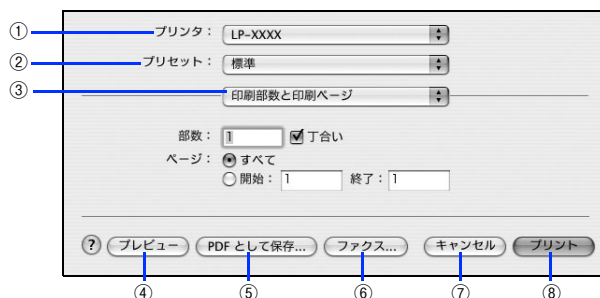 ① プリンタ： LP-XXXX
② プリセット： 標準
③ 印刷部数と印刷ページ
部数： 1 丁合い
ページ： すべて
開始： 1 終了： 1
? プレビュー PDF として保存... ファクス... キャンセル プリント
④ ⑤ ⑥ ⑦ ⑧